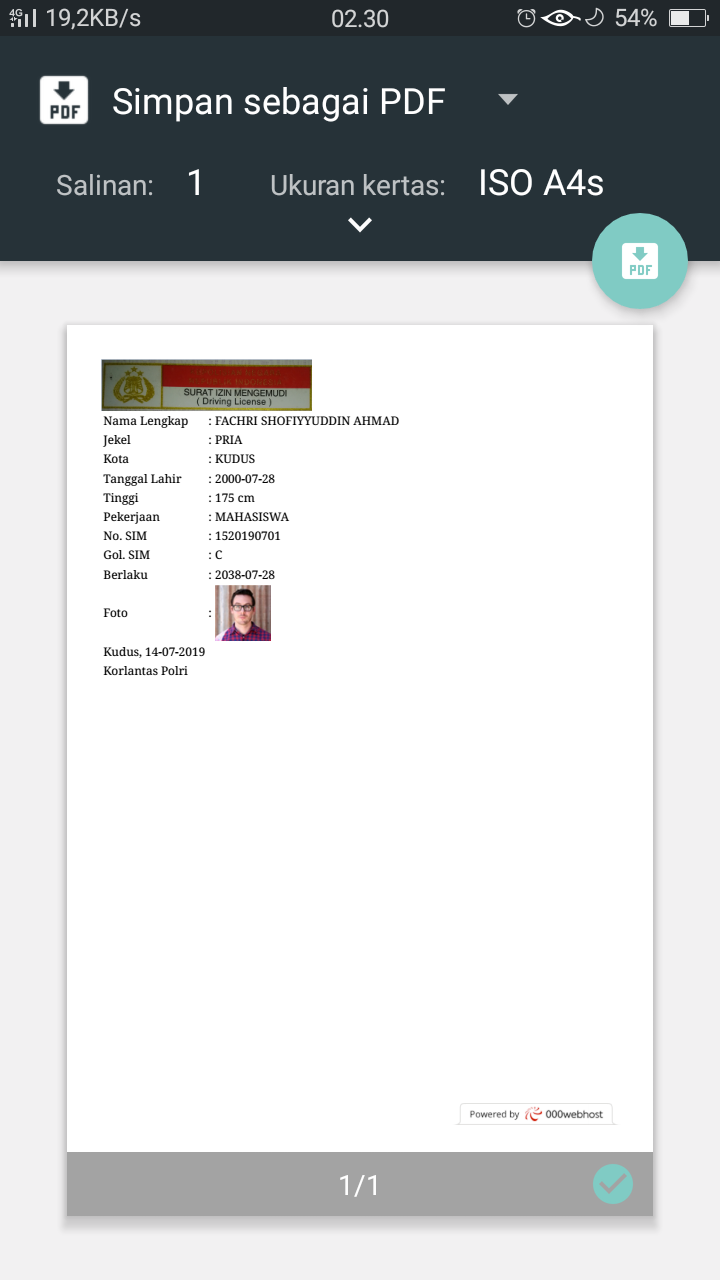 4G 19,2KB/s 02.30 54%
PDF Simpan sebagai PDF
Salinan: 1 Ukuran kertas: ISO A4s
PDF
SURAT IZIN MENGEMUDI
( Driving License )
Nama Lengkap : FACHRI SHOFIYYUDDIN AHMAD
Jekel : PRIA
Kota : KUDUS
Tanggal Lahir : 2000-07-28
Tinggi : 175 cm
Pekerjaan : MAHASISWA
No. SIM : 1520190701
Gol. SIM : C
Berlaku : 2038-07-28
Foto :
Kudus, 14-07-2019
Korlantas Polri
Powered by 000webhost
1/1